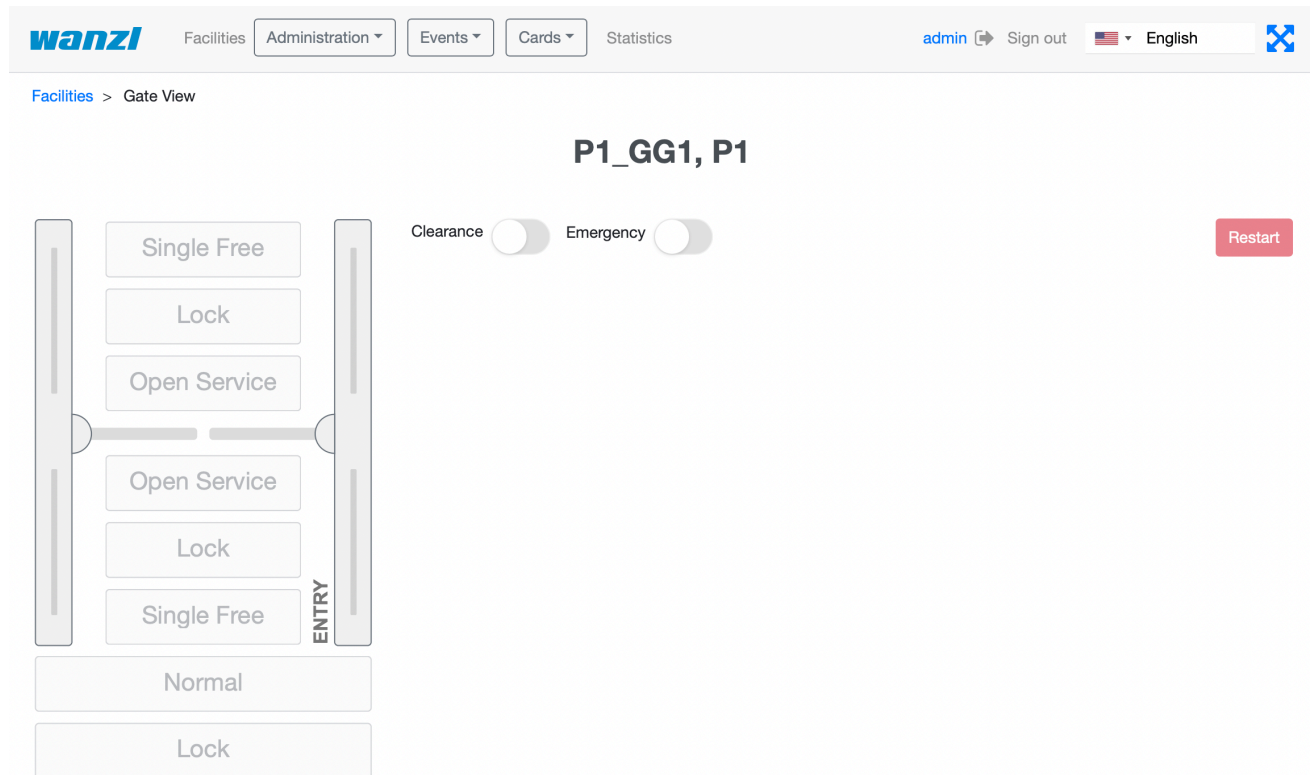 wanzl Facilities Administration Events Cards Statistics admin Sign out English
Facilities > Gate View
P1_GG1, P1
Clearance Emergency Restart
Single Free
Lock
Open Service
Open Service
Lock
Single Free
ENTRY
Normal
Lock